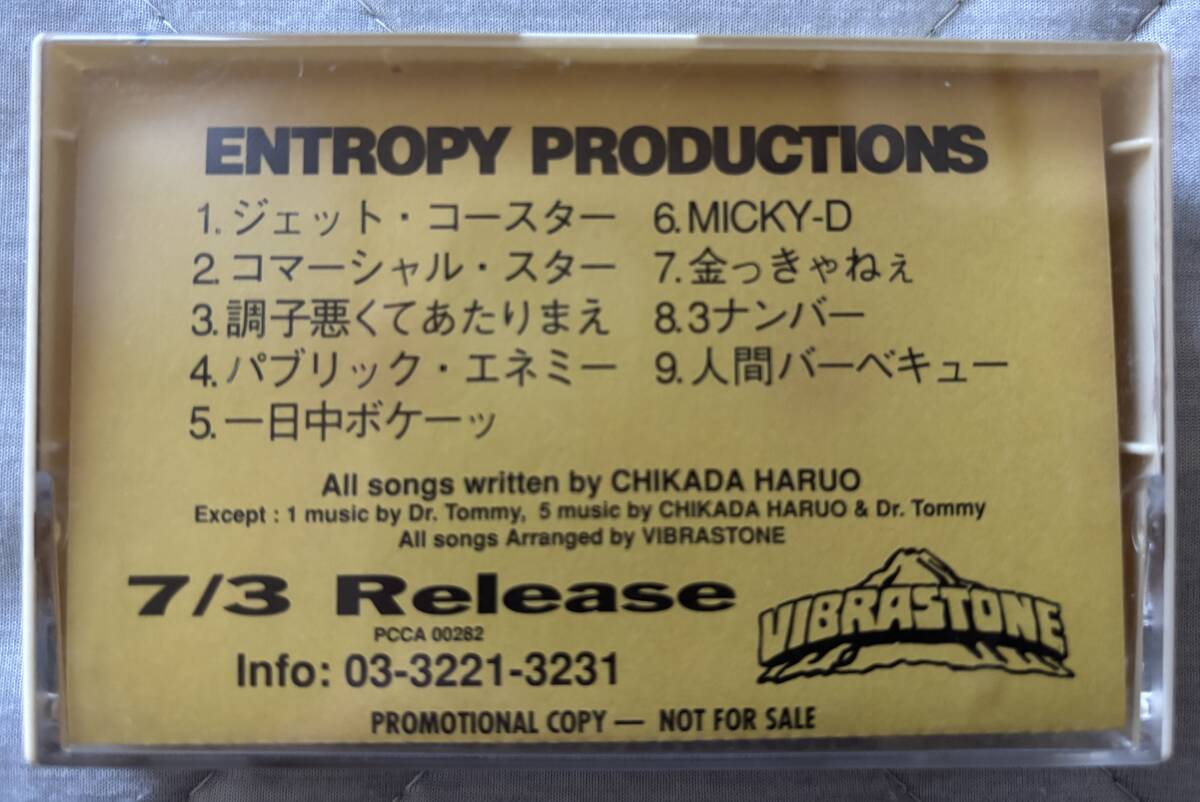 ENTROPY PRODUCTIONS
1. ジェット・コースター
2. コマーシャル・スター
3. 調子悪くてあたりまえ
4. パブリック・エネミー
5. 一日中ボケーッ
6. MICKY-D
7. 金っきゃねぇ
8. 3ナンバー
9. 人間バーベキュー
All songs written by CHIKADA HARUO
Except : 1 music by Dr. Tommy, 5 music by CHIKADA HARUO & Dr. Tommy
All songs Arranged by VIBRASTONE
7/3 Release
PCCA 00282
Info: 03-3221-3231
VIBRASTONE
PROMOTIONAL COPY — NOT FOR SALE